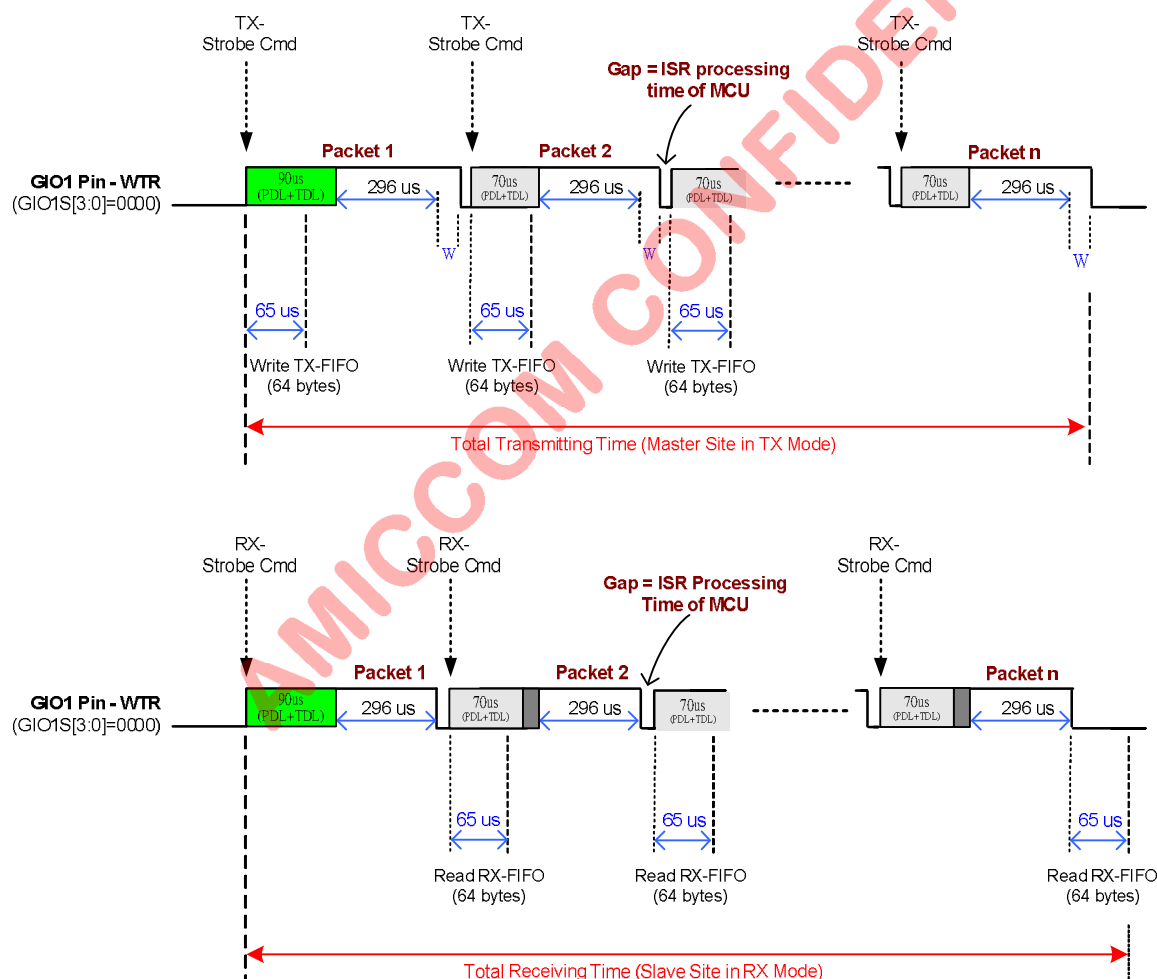 TX-
Strobe Cmd
TX-
Strobe Cmd
TX-
Strobe Cmd
Gap = ISR processing
time of MCU
Packet 1
Packet 2
Packet n
GIO1 Pin - WTR
(GIO1S[3:0]=0000)
90us
(PDL+TDL)
296 us
70us
(PDL+TDL)
296 us
70us
(PDL+TDL)
70us
(PDL+TDL)
296 us
W
W
W
65 us
65 us
65 us
Write TX-FIFO
(64 bytes)
Write TX-FIFO
(64 bytes)
Write TX-FIFO
(64 bytes)
Total Transmitting Time (Master Site in TX Mode)
RX-
Strobe Cmd
RX-
Strobe Cmd
RX-
Strobe Cmd
Gap = ISR Processing
Time of MCU
Packet 1
Packet 2
Packet n
GIO1 Pin - WTR
(GIO1S[3:0]=0000)
90us
(PDL+TDL)
296 us
70us
(PDL+TDL)
296 us
70us
(PDL+TDL)
70us
(PDL+TDL)
296 us
65 us
65 us
65 us
Read RX-FIFO
(64 bytes)
Read RX-FIFO
(64 bytes)
Read RX-FIFO
(64 bytes)
Total Receiving Time (Slave Site in RX Mode)
AMICCOM CONFIDE